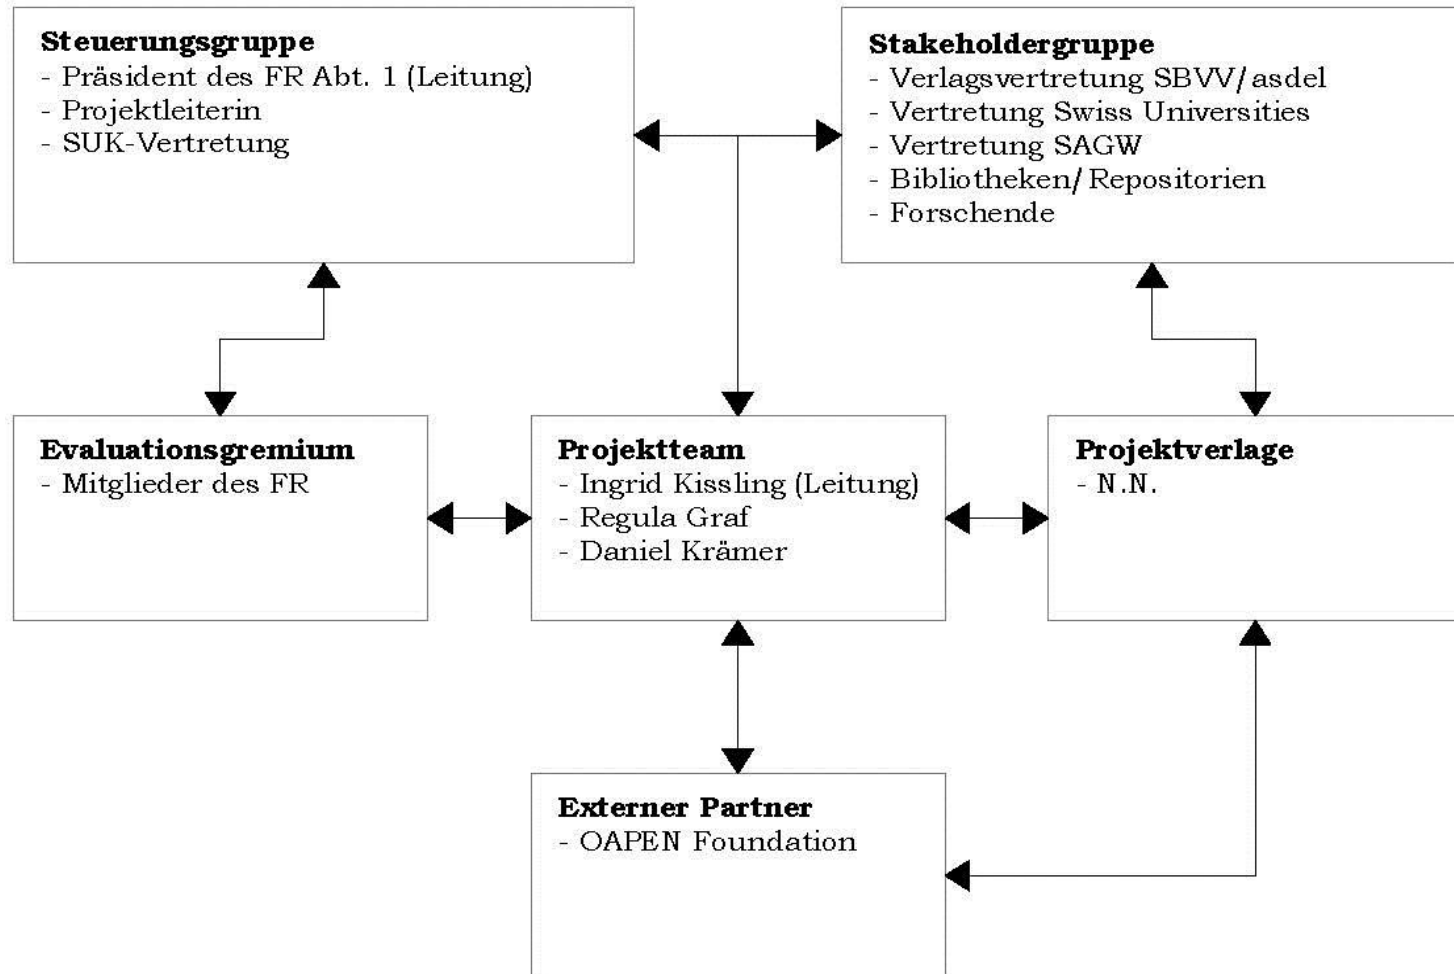 Steuerungsgruppe
- Präsident des FR Abt. 1 (Leitung)
- Projektleiterin
- SUK-Vertretung
Stakeholdergruppe
- Verlagsvertretung SBVV/asdel
- Vertretung Swiss Universities
- Vertretung SAGW
- Bibliotheken/Repositorien
- Forschende
Evaluationsgremium
- Mitglieder des FR
Projektteam
- Ingrid Kissling (Leitung)
- Regula Graf
- Daniel Krämer
Projektverlage
- N.N.
Externer Partner
- OAPEN Foundation